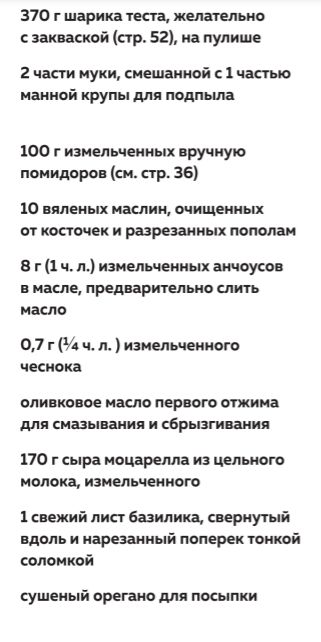 370 г шарика теста, желательно
с закваской (стр. 52), на пулише
2 части муки, смешанной с 1 частью
манной крупы для подпыла
100 г измельченных вручную
помидоров (см. стр. 36)
10 вяленых маслин, очищенных
от косточек и разрезанных пополам
8 г (1 ч. л.) измельченных анчоусов
в масле, предварительно слить
масло
0,7 г (¼ ч. л. ) измельченного
чеснока
оливковое масло первого отжима
для смазывания и сбрызгивания
170 г сыра моцарелла из цельного
молока, измельченного
1 свежий лист базилика, свернутый
вдоль и нарезанный поперек тонкой
соломкой
сушеный орегано для посыпки